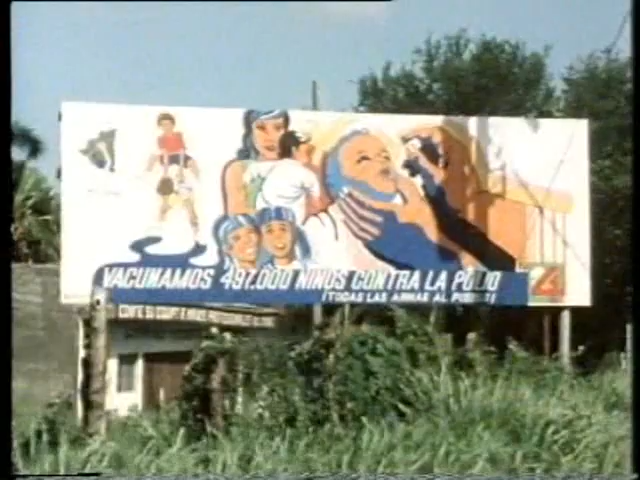 VACUNAMOS 497.000 NIÑOS CONTRA LA POLIO
¡TODAS LAS ARMAS AL PUEBLO!